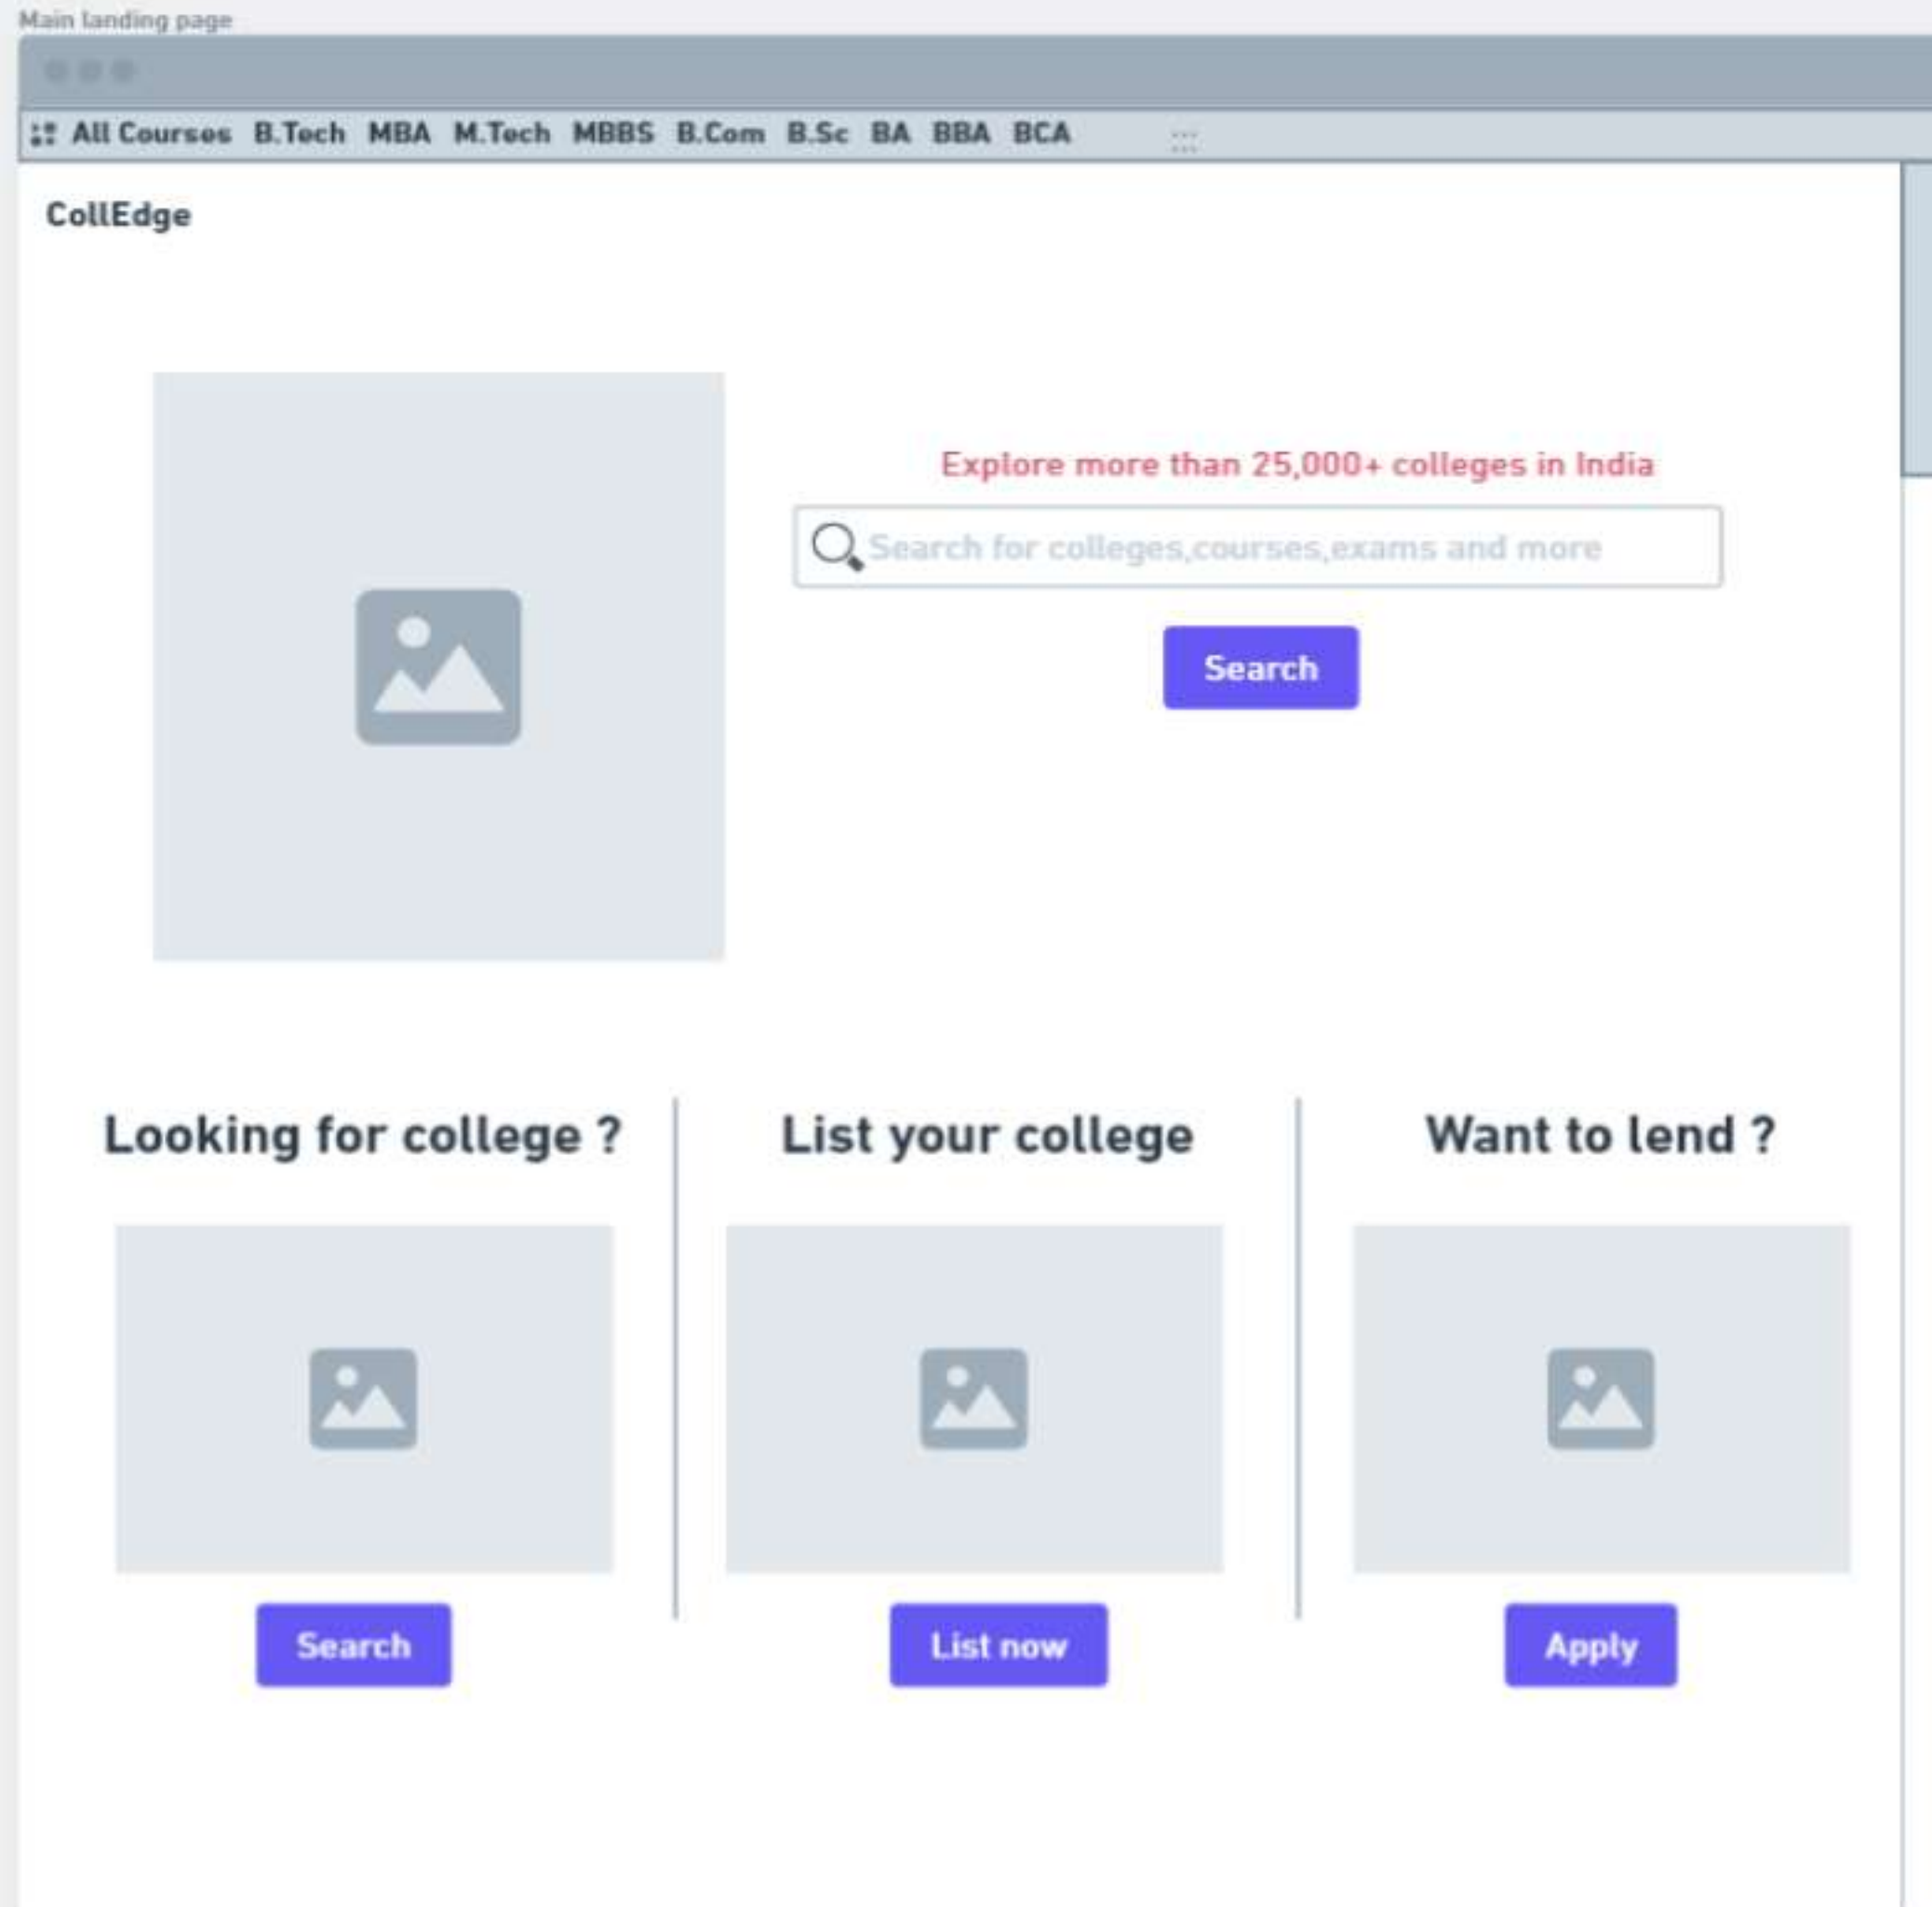 Main landing page
All Courses B.Tech MBA M.Tech MBBS B.Com B.Sc BA BBA BCA
CollEdge
Explore more than 25,000+ colleges in India
Search for colleges,courses,exams and more
Search
Looking for college ? List your college Want to lend ?
Search List now Apply